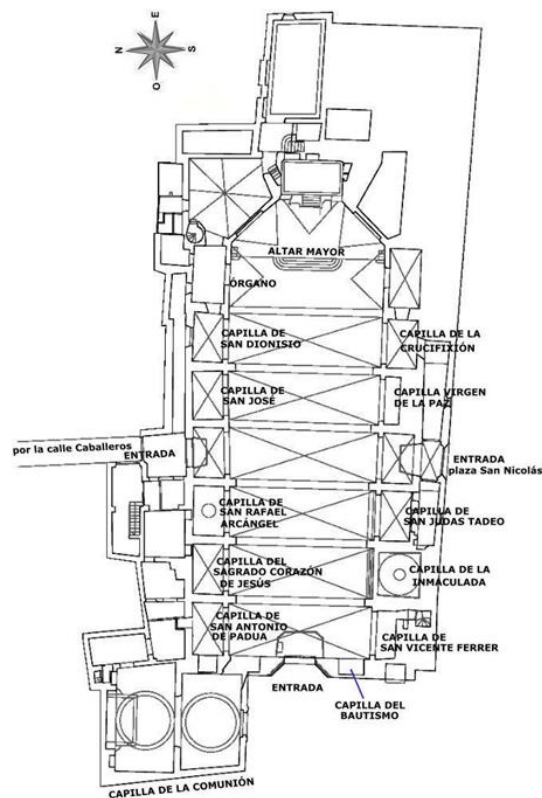 E
N
S
O
ALTAR MAYOR
ÓRGANO
CAPILLA DE
SAN DIONISIO
CAPILLA DE LA
CRUCIFIXIÓN
CAPILLA DE
SAN JOSÉ
CAPILLA VIRGEN
DE LA PAZ
por la calle Caballeros
ENTRADA
ENTRADA
plaza San Nicolás
CAPILLA DE
SAN RAFAEL
ARCÁNGEL
CAPILLA DE
SAN JUDAS TADEO
CAPILLA DEL
SAGRADO CORAZÓN
DE JESÚS
CAPILLA DE LA
INMACULADA
CAPILLA DE
SAN ANTONIO
DE PADUA
CAPILLA DE
SAN VICENTE FERRER
ENTRADA
CAPILLA DEL
BAUTISMO
CAPILLA DE LA COMUNIÓN